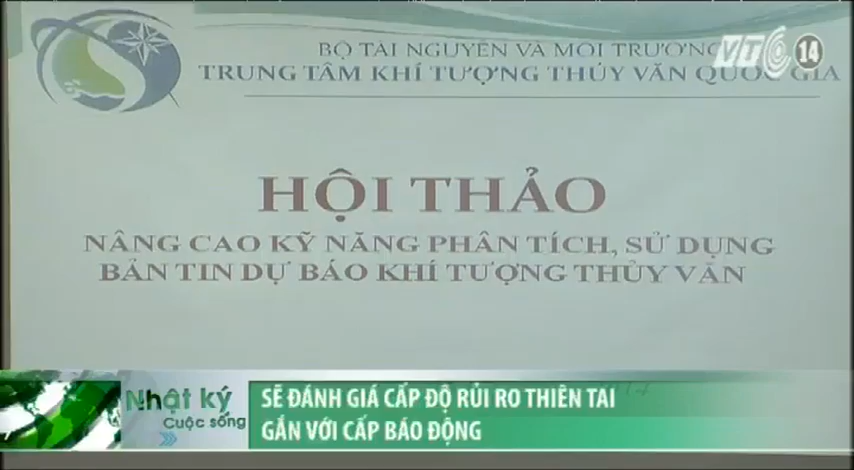 BỘ TÀI NGUYÊN VÀ MÔI TRƯỜNG
TRUNG TÂM KHÍ TƯỢNG THỦY VĂN QUỐC GIA
VTC 14
HỘI THẢO
NÂNG CAO KỸ NĂNG PHÂN TÍCH, SỬ DỤNG
BẢN TIN DỰ BÁO KHÍ TƯỢNG THỦY VĂN
Nhật ký
Cuộc sống
SẼ ĐÁNH GIÁ CẤP ĐỘ RỦI RO THIÊN TAI
GẮN VỚI CẤP BÁO ĐỘNG